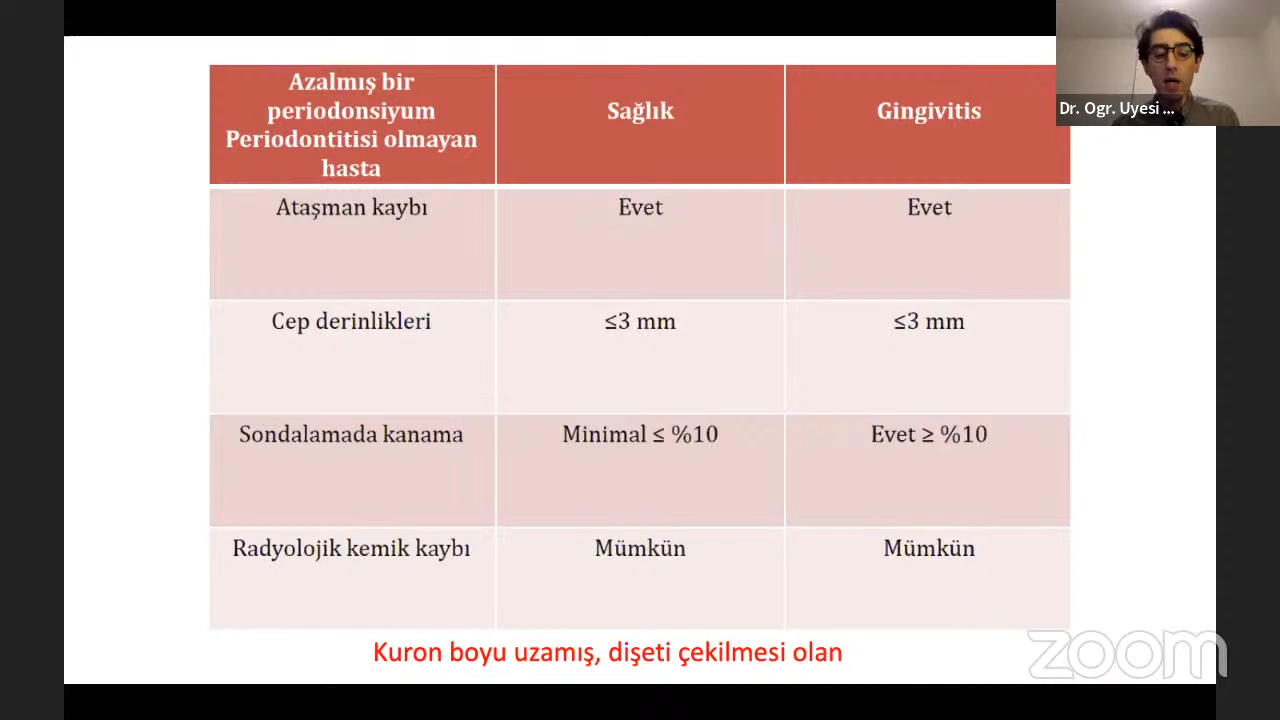 Azalmış bir
periodonsiyum
Periodontitisi olmayan
hasta
Sağlık
Gingivitis
Ataşman kaybı
Evet
Evet
Cep derinlikleri
≤3 mm
≤3 mm
Sondalamada kanama
Minimal ≤ %10
Evet ≥ %10
Radyolojik kemik kaybı
Mümkün
Mümkün
Kuron boyu uzamış, dişeti çekilmesi olan
Dr. Ogr. Uyesi ...
zoom